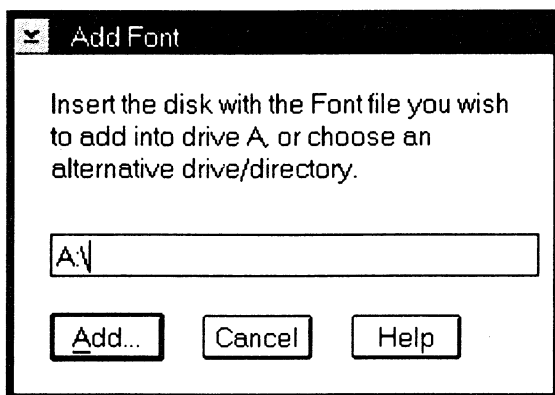 Add Font
Insert the disk with the Font file you wish
to add into drive A, or choose an
alternative drive/directory.
A:\
Add... Cancel Help